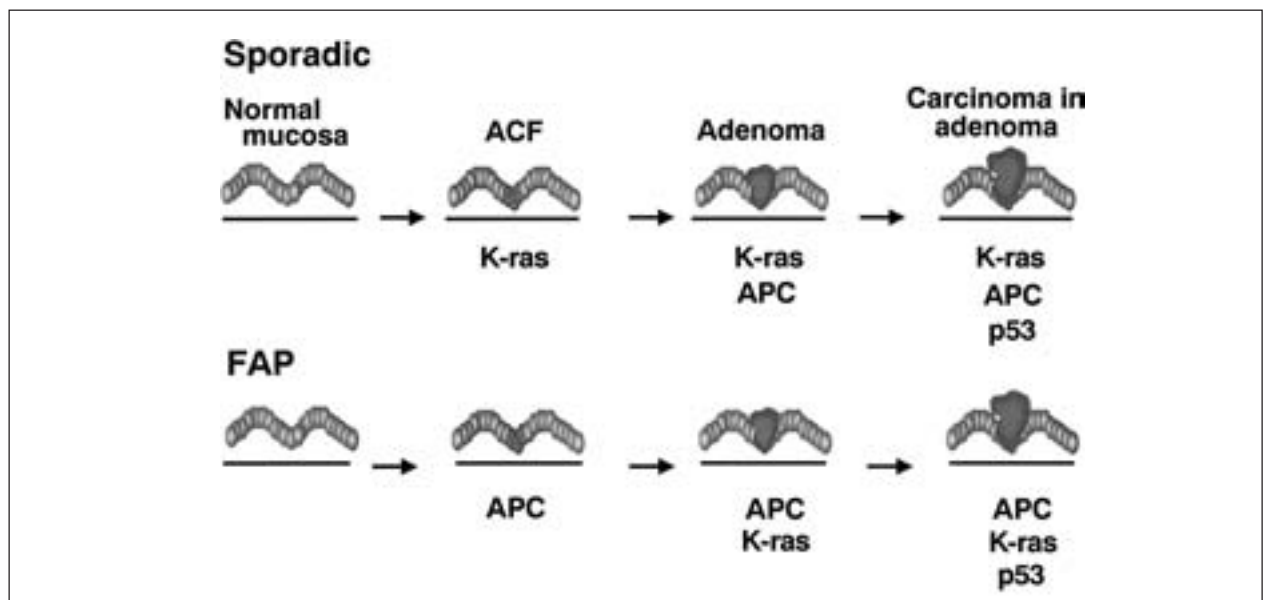 Sporadic
Normal
mucosa
ACF
Adenoma
Carcinoma in
adenoma
K-ras
K-ras
APC
K-ras
APC
p53
FAP
APC
APC
K-ras
APC
K-ras
p53